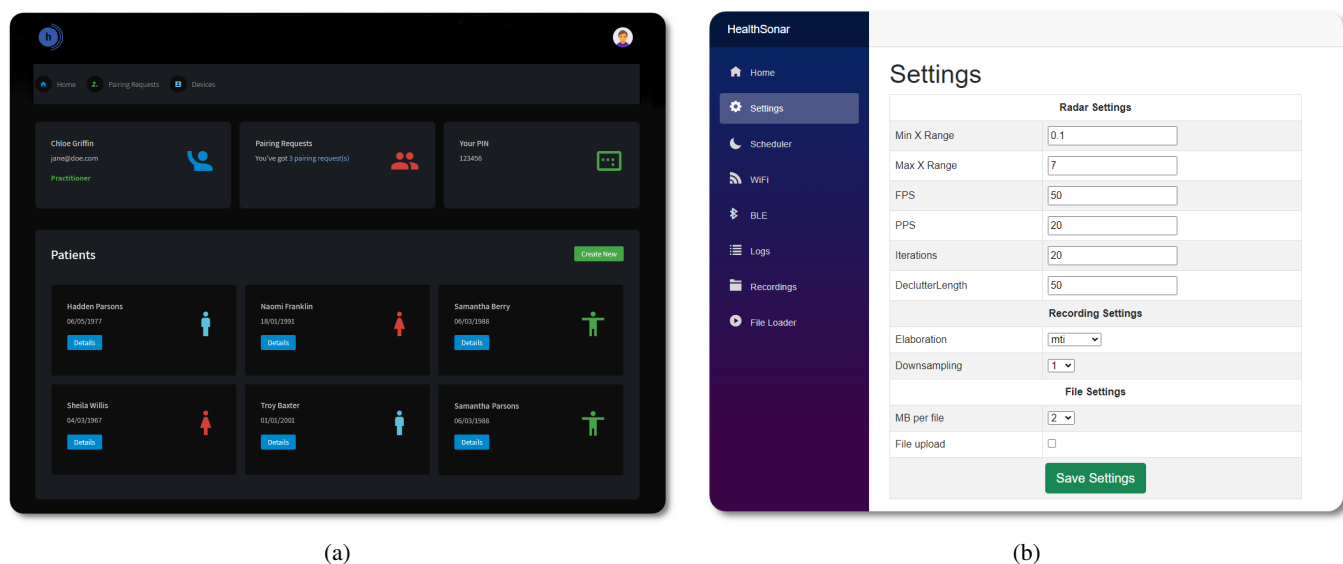 h
Home Pairing Requests Devices
Chloe Griffin
jane@doe.com
Practitioner
Pairing Requests
You've got 3 pairing request(s)
Your PIN
123456
Patients
Create New
Hadden Parsons
06/05/1977
Details
Naomi Franklin
18/01/1991
Details
Samantha Berry
06/03/1988
Details
Sheila Willis
04/03/1967
Details
Troy Baxter
01/01/2001
Details
Samantha Parsons
06/03/1988
Details
(a)
HealthSonar
Home
Settings
Scheduler
WiFi
BLE
Logs
Recordings
File Loader
Settings
Radar Settings
Min X Range 0.1
Max X Range 7
FPS 50
PPS 20
Iterations 20
DeclutterLength 50
Recording Settings
Elaboration mti
Downsampling 1
File Settings
MB per file 2
File upload
Save Settings
(b)